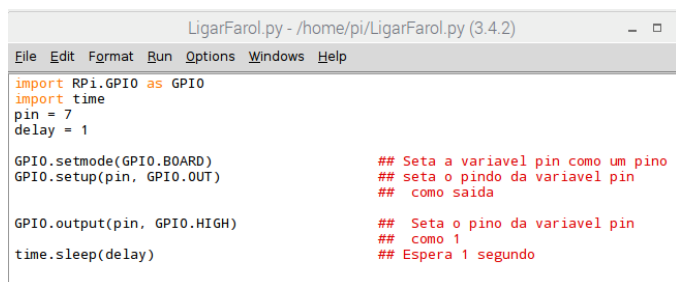 LigarFarol.py - /home/pi/LigarFarol.py (3.4.2)
File Edit Format Run Options Windows Help
import RPi.GPIO as GPIO
import time
pin = 7
delay = 1
GPIO.setmode(GPIO.BOARD) ## Seta a variavel pin como um pino
GPIO.setup(pin, GPIO.OUT) ## seta o pindo da variavel pin
## como saida
GPIO.output(pin, GPIO.HIGH) ## Seta o pino da variavel pin
## como 1
time.sleep(delay) ## Espera 1 segundo